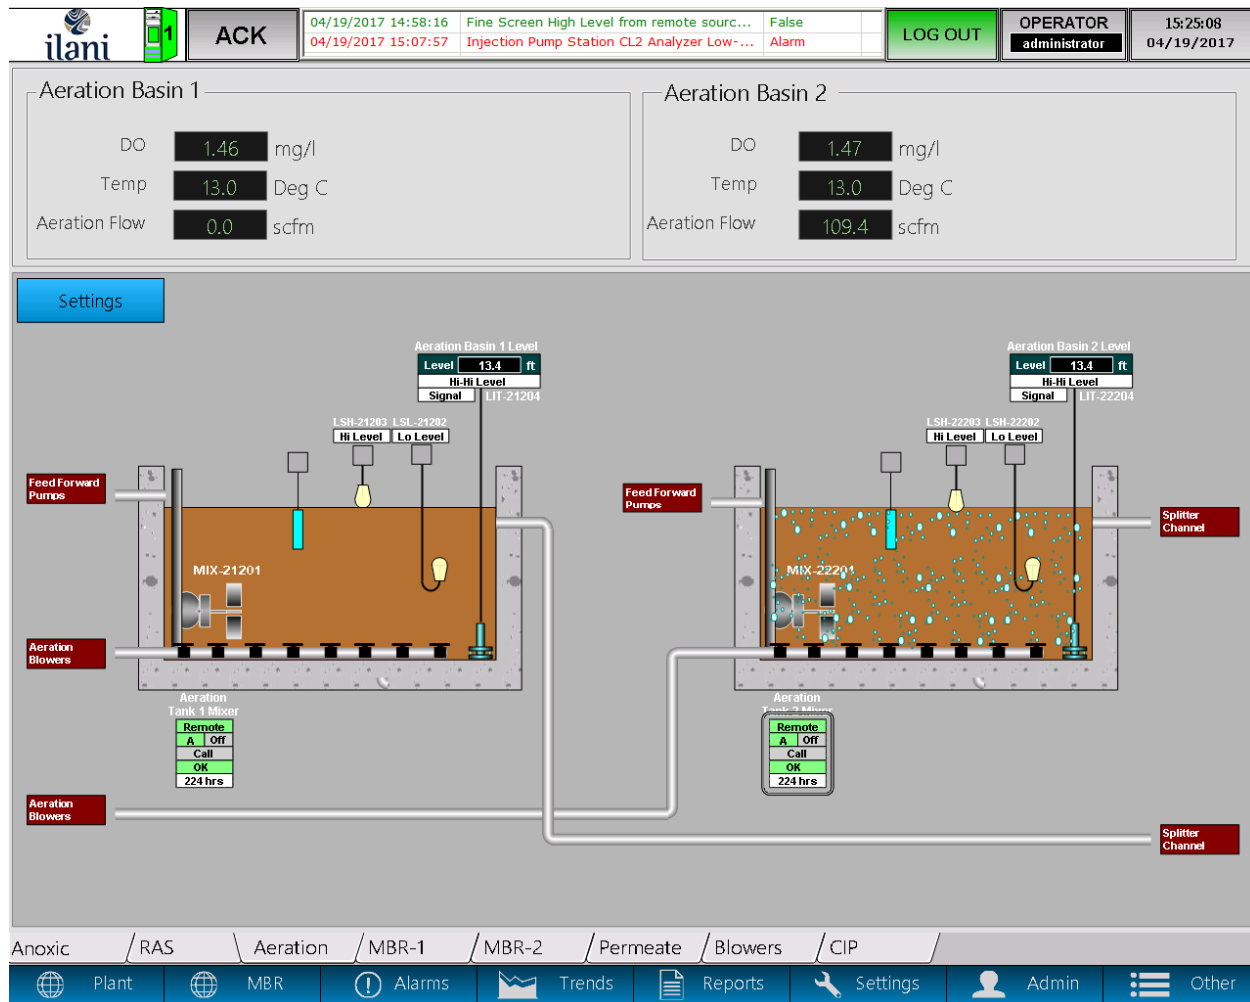 ilani
1
ACK
04/19/2017 14:58:16 Fine Screen High Level from remote sourc... False
04/19/2017 15:07:57 Injection Pump Station CL2 Analyzer Low-... Alarm
LOG OUT
OPERATOR
administrator
15:25:08
04/19/2017
Aeration Basin 1
DO 1.46 mg/l
Temp 13.0 Deg C
Aeration Flow 0.0 scfm
Aeration Basin 2
DO 1.47 mg/l
Temp 13.0 Deg C
Aeration Flow 109.4 scfm
Settings
Aeration Basin 1 Level
Level 13.4 ft
Hi-Hi Level
Signal LIT-21204
LSH-21203 LSL-21202
Hi Level Lo Level
Feed Forward
Pumps
MIX-21201
Aeration
Blowers
Aeration
Tank 1 Mixer
Remote
A Off
Call
OK
224 hrs
Aeration
Blowers
Aeration Basin 2 Level
Level 13.4 ft
Hi-Hi Level
Signal LIT-22204
LSH-22203 LSH-22202
Hi Level Lo Level
Feed Forward
Pumps
Splitter
Channel
MIX-22201
Aeration
Tank 2 Mixer
Remote
A Off
Call
OK
224 hrs
Splitter
Channel
Anoxic RAS Aeration MBR-1 MBR-2 Permeate Blowers CIP
Plant MBR Alarms Trends Reports Settings Admin Other